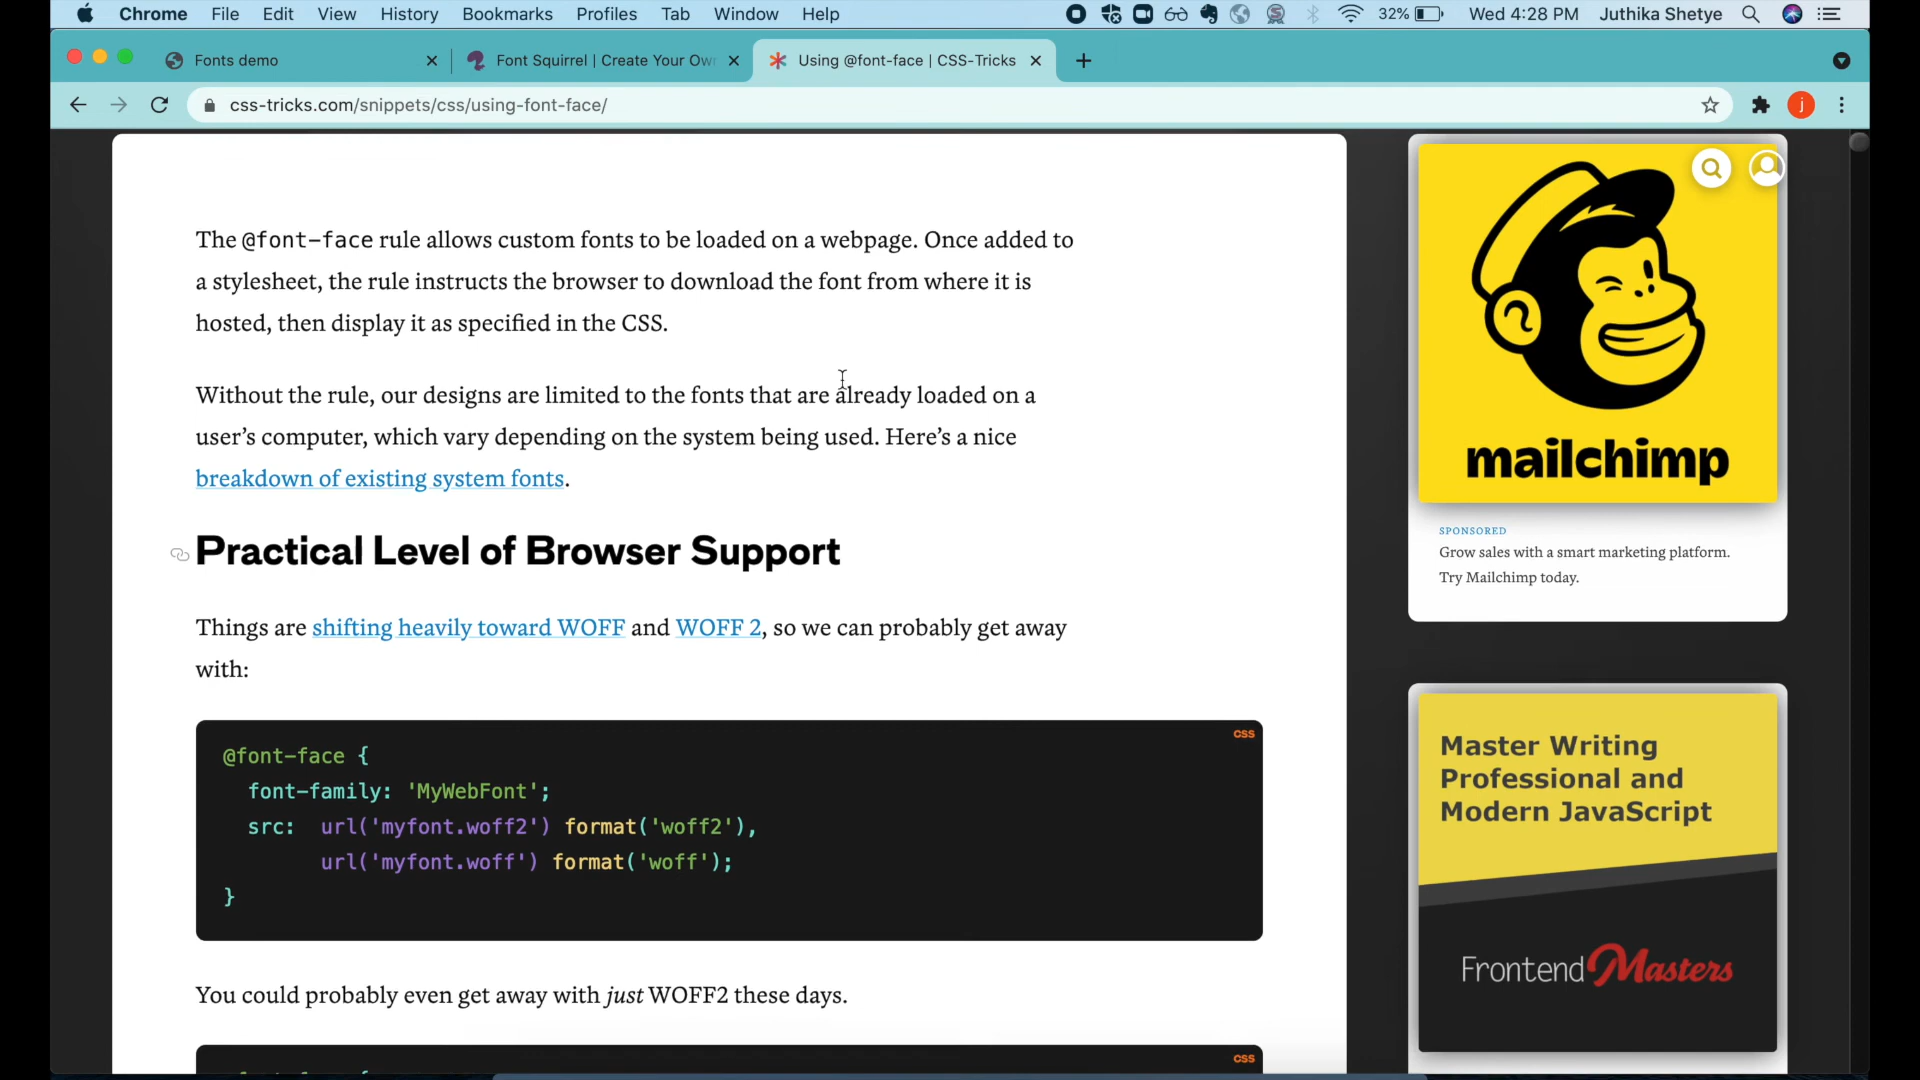 Chrome File Edit View History Bookmarks Profiles Tab Window Help 32% Wed 4:28 PM Juthika Shetye
Fonts demo Font Squirrel | Create Your Ow Using @font-face | CSS-Tricks
css-tricks.com/snippets/css/using-font-face/ j
The @font-face rule allows custom fonts to be loaded on a webpage. Once added to
a stylesheet, the rule instructs the browser to download the font from where it is
hosted, then display it as specified in the CSS.
Without the rule, our designs are limited to the fonts that are already loaded on a
user’s computer, which vary depending on the system being used. Here’s a nice
breakdown of existing system fonts.
Practical Level of Browser Support
Things are shifting heavily toward WOFF and WOFF 2, so we can probably get away
with:
CSS
@font-face {
font-family: 'MyWebFont';
src: url('myfont.woff2') format('woff2'),
url('myfont.woff') format('woff');
}
You could probably even get away with just WOFF2 these days.
CSS
mailchimp
SPONSORED
Grow sales with a smart marketing platform.
Try Mailchimp today.
Master Writing
Professional and
Modern JavaScript
Frontend Masters